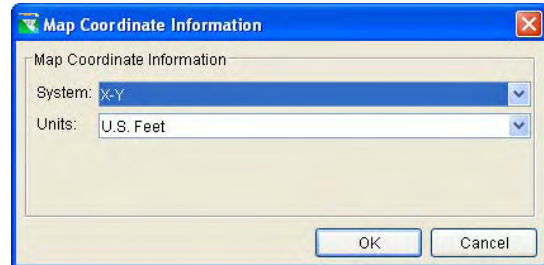 Map Coordinate Information
Map Coordinate Information
System: X-Y
Units: U.S. Feet
OK Cancel